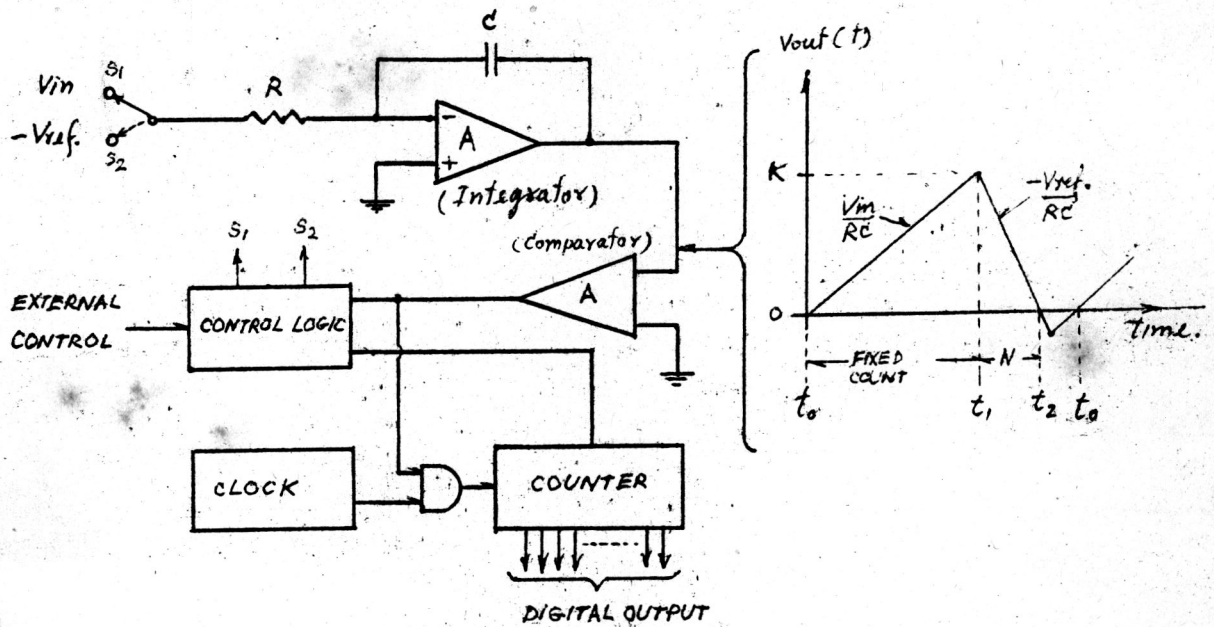 C
Vout(t)
S1
Vin
R
-Vref.
S2
-
A
+
(Integrator)
K
Vin
RC
-Vref.
RC
S1
S2
(Comparator)
A
EXTERNAL
CONTROL
CONTROL LOGIC
0
Time.
FIXED
COUNT
N
t0
t1
t2
t0
CLOCK
COUNTER
DIGITAL OUTPUT